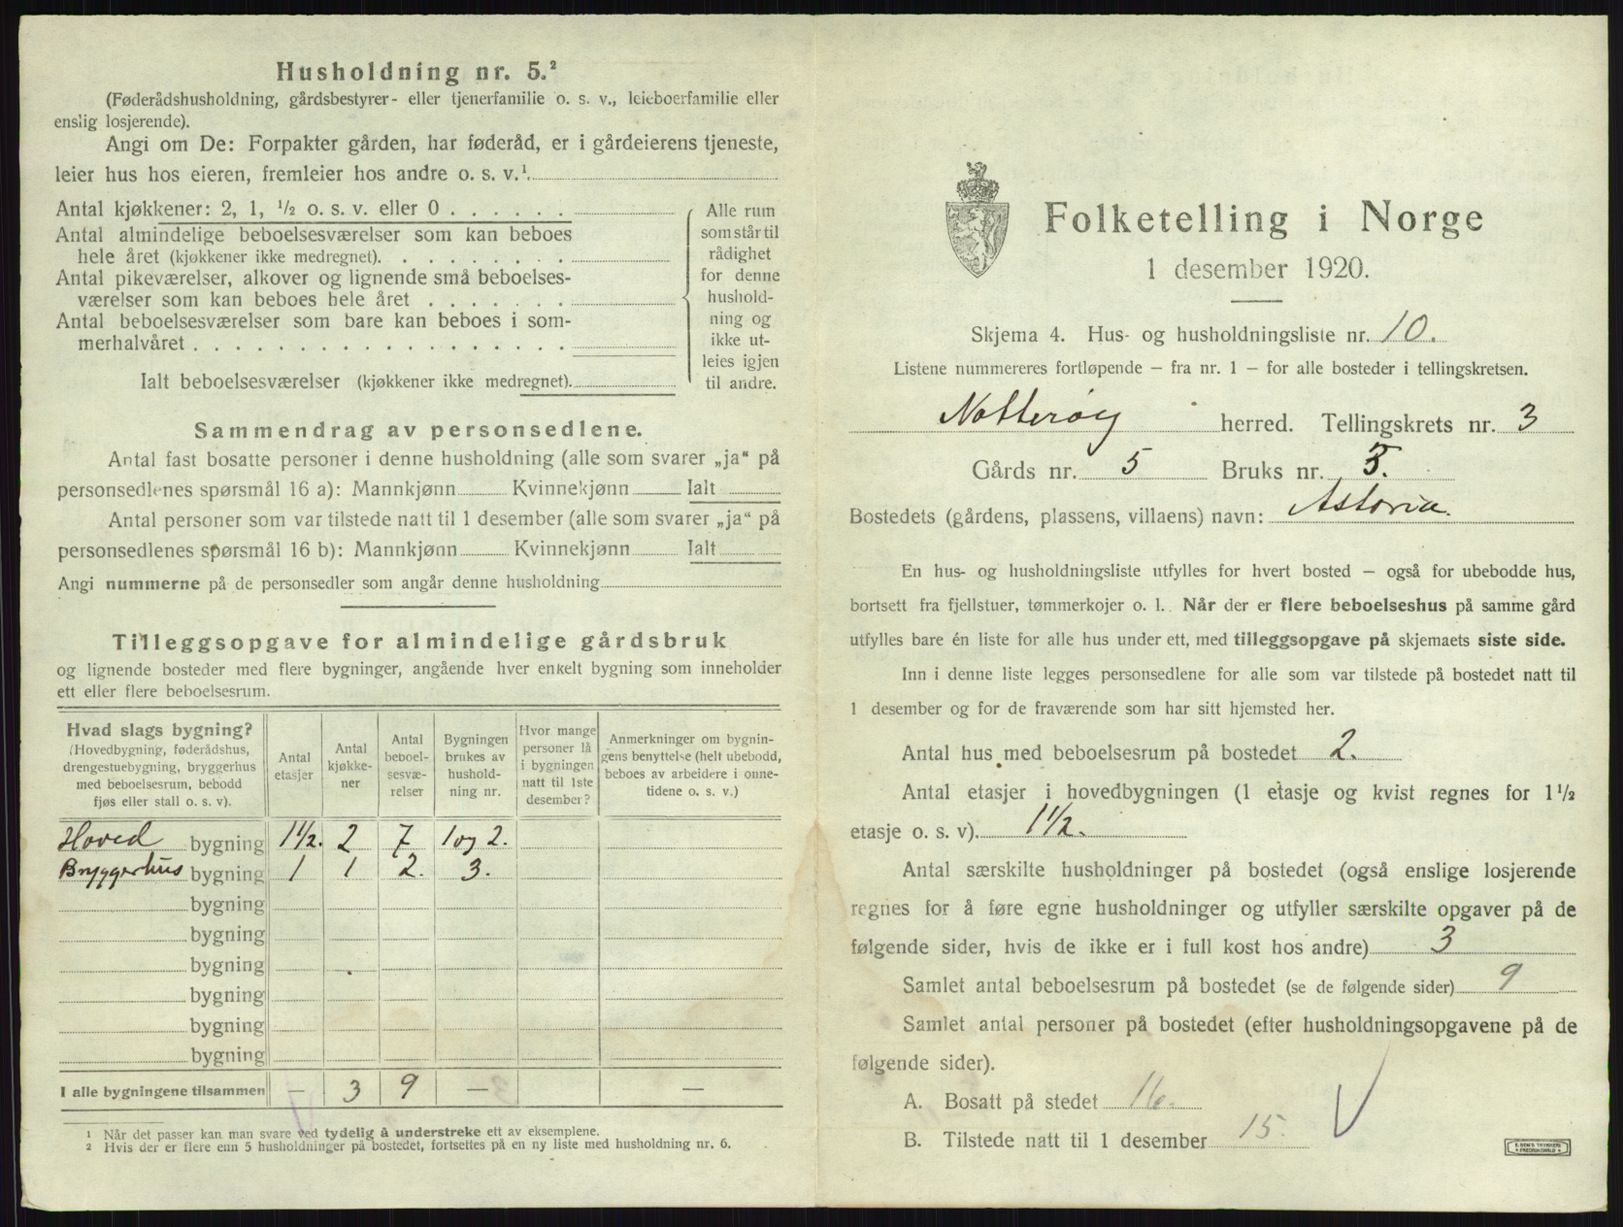 Husholdning nr. 5.²
(Føderådshusholdning, gårdsbestyrer- eller tjenerfamilie o. s. v., leieboerfamilie eller
enslig losjerende).
Angi om De: Forpakter gården, har føderåd, er i gårdeierens tjeneste,
leier hus hos eieren, fremleier hos andre o. s. v.¹
Antal kjøkkener: 2, 1, ½ o. s. v. eller 0 . . . . . .
Antal almindelige beboelsesværelser som kan beboes
hele året (kjøkkener ikke medregnet). . . . . . . . .
Antal pikeværelser, alkover og lignende små beboelses-
værelser som kan beboes hele året . . . . . . .
Antal beboelsesværelser som bare kan beboes i som-
merhalvåret . . . . . . . . . . . . . . . . . .
Ialt beboelsesværelser (kjøkkener ikke medregnet).
Alle rum
som står til
rådighet
for denne
hushold-
ning og
ikke ut-
leies igjen
til andre.
Sammendrag av personsedlene.
Antal fast bosatte personer i denne husholdning (alle som svarer „ja“ på
personsedlenes spørsmål 16 a): Mannkjønn Kvinnekjønn Ialt
Antal personer som var tilstede natt til 1 desember (alle som svarer „ja“ på
personsedlenes spørsmål 16 b): Mannkjønn Kvinnekjønn Ialt
Angi nummerne på de personsedler som angår denne husholdning
Tilleggsopgave for almindelige gårdsbruk
og lignende bosteder med flere bygninger, angående hver enkelt bygning som inneholder
ett eller flere beboelsesrum.
Hvad slags bygning?
(Hovedbygning, føderådshus,
drengestuebygning, bryggerhus
med beboelsesrum, bebodd
fjøs eller stall o. s. v).
Antal
etasjer
Antal
kjøkke-
ner
Antal
beboel-
sesvæ-
relser
Bygningen
brukes av
hushold-
ning nr.
Hvor mange
personer lå
i bygningen
natt til 1ste
desember?
Anmerkninger om bygnin-
gens benyttelse (helt ubebodd,
beboes av arbeidere i onne-
tidene o. s. v.)
Hoved bygning 1½. 2 7 1 og 2.
Bryggerhus bygning 1 1 2. 3.
bygning
bygning
bygning
bygning
bygning
bygning
I alle bygningene tilsammen — 3 9 — —
¹ Når det passer kan man svare ved tydelig å understreke ett av eksemplene.
² Hvis der er flere enn 5 husholdninger på bostedet, fortsettes på en ny liste med husholdning nr. 6.
Folketelling i Norge
1 desember 1920.
Skjema 4. Hus- og husholdningsliste nr. 10.
Listene nummereres fortløpende — fra nr. 1 — for alle bosteder i tellingskretsen.
Nøtterøy herred. Tellingskrets nr. 3
Gårds nr. 5 Bruks nr. 5.
Bostedets (gårdens, plassens, villaens) navn: Astoria.
En hus- og husholdningsliste utfylles for hvert bosted — også for ubebodde hus,
bortsett fra fjellstuer, tømmerkojer o. l. Når der er flere beboelseshus på samme gård
utfylles bare én liste for alle hus under ett, med tilleggsopgave på skjemaets siste side.
Inn i denne liste legges personsedlene for alle som var tilstede på bostedet natt til
1 desember og for de fraværende som har sitt hjemsted her.
Antal hus med beboelsesrum på bostedet 2.
Antal etasjer i hovedbygningen (1 etasje og kvist regnes for 1½
etasje o. s. v). 1½.
Antal særskilte husholdninger på bostedet (også enslige losjerende
regnes for å føre egne husholdninger og utfyller særskilte opgaver på de
følgende sider, hvis de ikke er i full kost hos andre) 3
Samlet antal beboelsesrum på bostedet (se de følgende sider) 9
Samlet antal personer på bostedet (efter husholdningsopgavene på de
følgende sider).
A. Bosatt på stedet 16.
B. Tilstede natt til 1 desember 15.